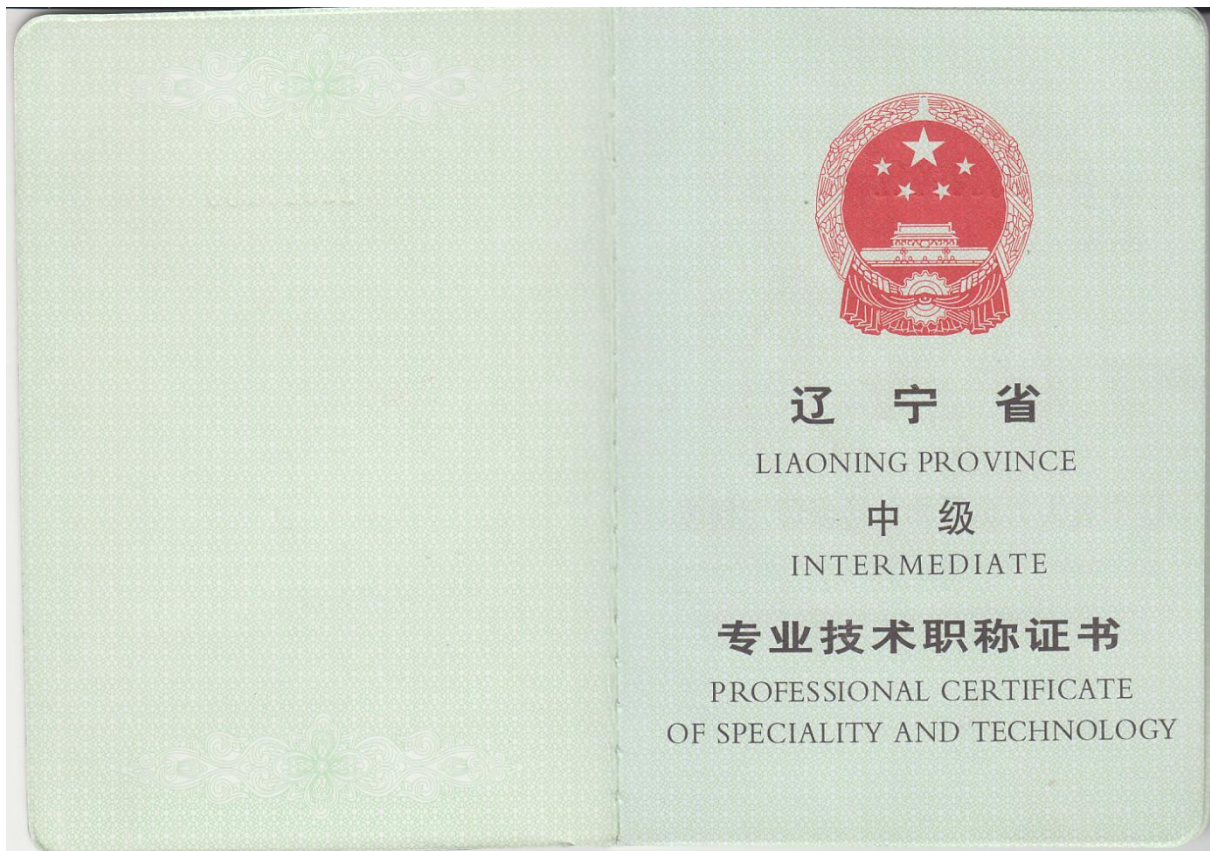 辽宁省
LIAONING PROVINCE
中级
INTERMEDIATE
专业技术职称证书
PROFESSIONAL CERTIFICATE
OF SPECIALITY AND TECHNOLOGY